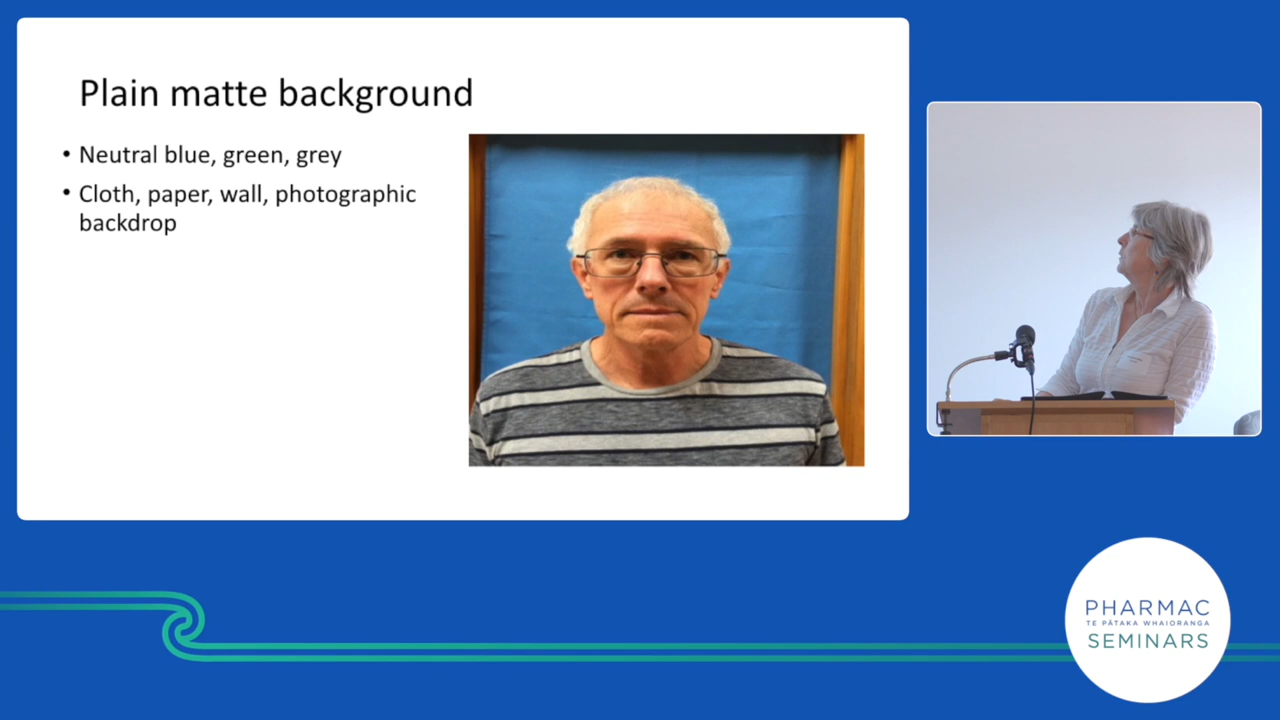 Plain matte background
• Neutral blue, green, grey
• Cloth, paper, wall, photographic
backdrop
PHARMAC
TE PĀTAKA WHAIORANGA
SEMINARS